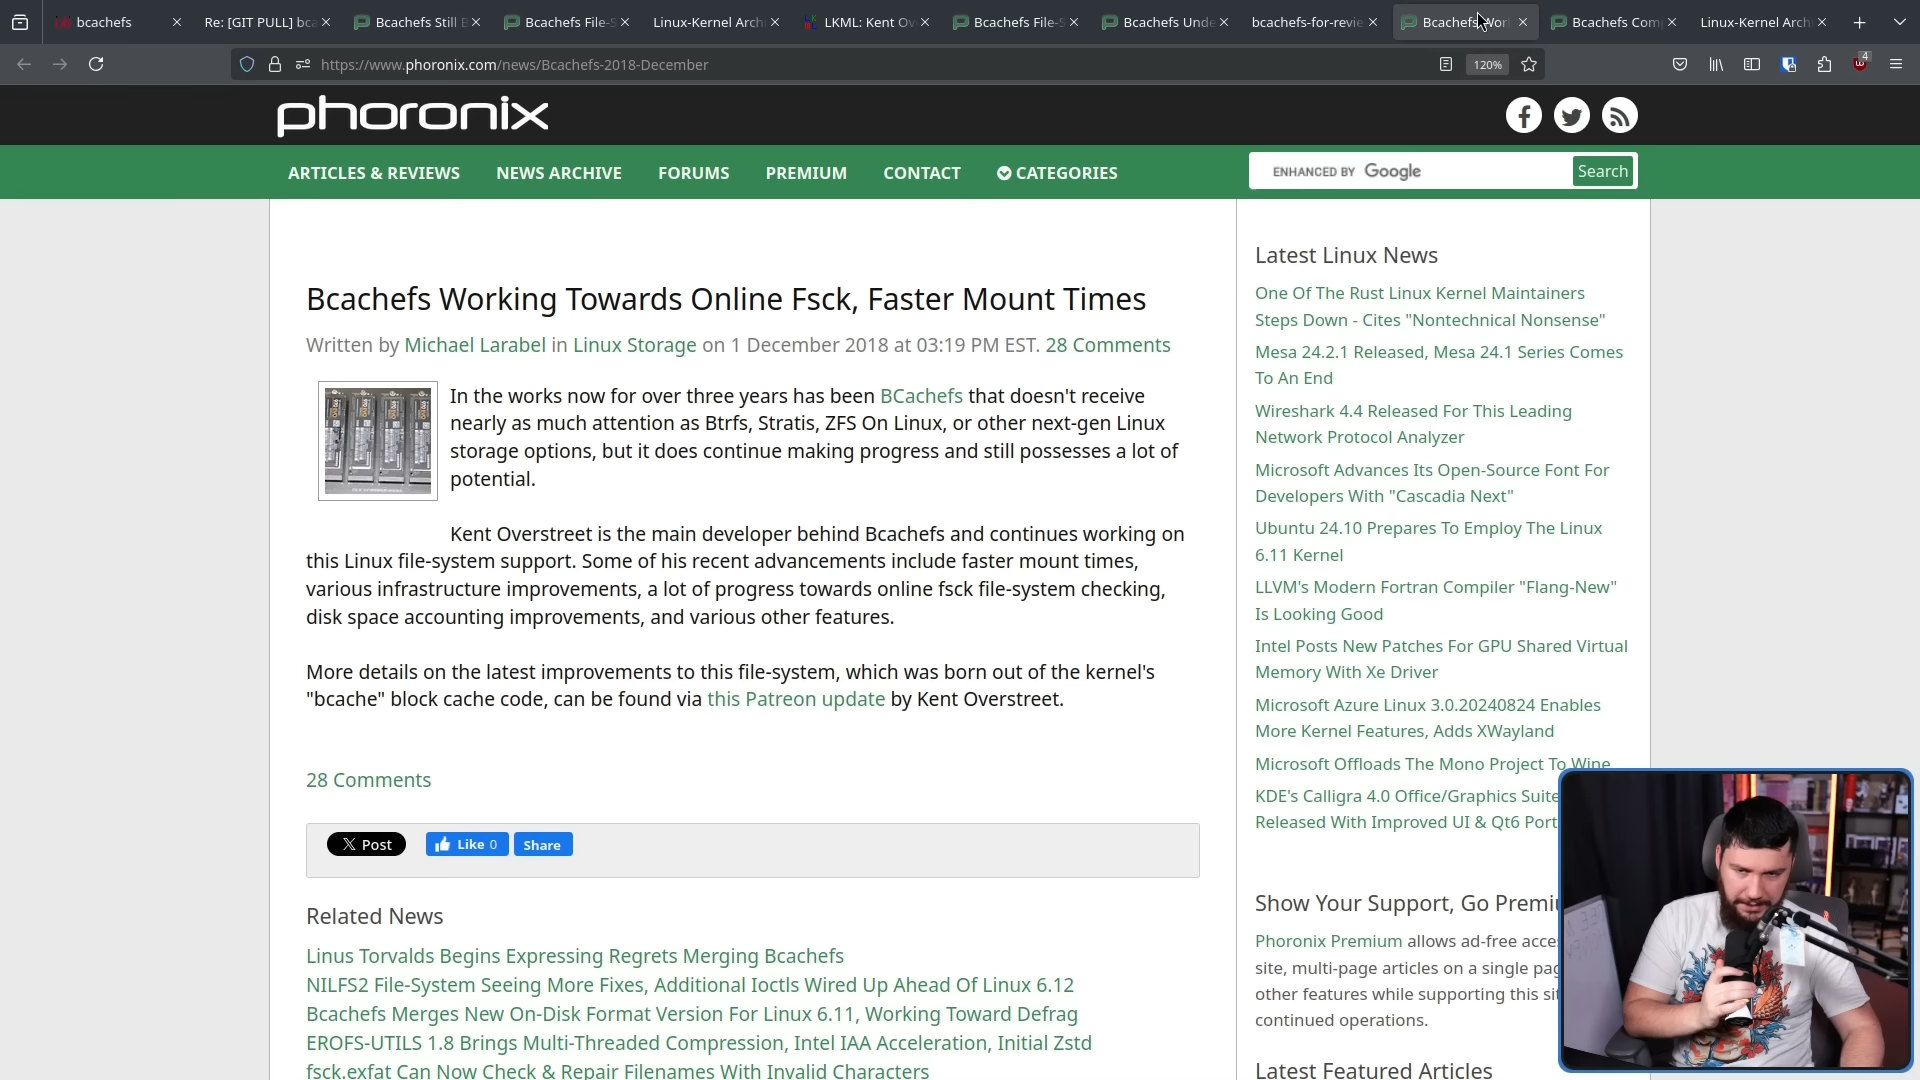 bcachefs
Re: [GIT PULL] bca
Bcachefs Still B
Bcachefs File-S
Linux-Kernel Archi
LKML: Kent Ov
Bcachefs File-S
Bcachefs Unde
bcachefs-for-revie
Bcachefs Wor
Bcachefs Com
Linux-Kernel Archi
https://www.phoronix.com/news/Bcachefs-2018-December
120%
4
phoronix
ARTICLES & REVIEWS
NEWS ARCHIVE
FORUMS
PREMIUM
CONTACT
CATEGORIES
ENHANCED BY Google
Search
Bcachefs Working Towards Online Fsck, Faster Mount Times
Written by Michael Larabel in Linux Storage on 1 December 2018 at 03:19 PM EST. 28 Comments
In the works now for over three years has been BCachefs that doesn't receive
nearly as much attention as Btrfs, Stratis, ZFS On Linux, or other next-gen Linux
storage options, but it does continue making progress and still possesses a lot of
potential.
Kent Overstreet is the main developer behind Bcachefs and continues working on
this Linux file-system support. Some of his recent advancements include faster mount times,
various infrastructure improvements, a lot of progress towards online fsck file-system checking,
disk space accounting improvements, and various other features.
More details on the latest improvements to this file-system, which was born out of the kernel's
"bcache" block cache code, can be found via this Patreon update by Kent Overstreet.
28 Comments
Post
Like 0
Share
Related News
Linus Torvalds Begins Expressing Regrets Merging Bcachefs
NILFS2 File-System Seeing More Fixes, Additional Ioctls Wired Up Ahead Of Linux 6.12
Bcachefs Merges New On-Disk Format Version For Linux 6.11, Working Toward Defrag
EROFS-UTILS 1.8 Brings Multi-Threaded Compression, Intel IAA Acceleration, Initial Zstd
fsck.exfat Can Now Check & Repair Filenames With Invalid Characters
Latest Linux News
One Of The Rust Linux Kernel Maintainers
Steps Down - Cites "Nontechnical Nonsense"
Mesa 24.2.1 Released, Mesa 24.1 Series Comes
To An End
Wireshark 4.4 Released For This Leading
Network Protocol Analyzer
Microsoft Advances Its Open-Source Font For
Developers With "Cascadia Next"
Ubuntu 24.10 Prepares To Employ The Linux
6.11 Kernel
LLVM's Modern Fortran Compiler "Flang-New"
Is Looking Good
Intel Posts New Patches For GPU Shared Virtual
Memory With Xe Driver
Microsoft Azure Linux 3.0.20240824 Enables
More Kernel Features, Adds XWayland
Microsoft Offloads The Mono Project To Wine
KDE's Calligra 4.0 Office/Graphics Suite
Released With Improved UI & Qt6 Port
Show Your Support, Go Premiu
Phoronix Premium allows ad-free acce
site, multi-page articles on a single pag
other features while supporting this sit
continued operations.
Latest Featured Articles